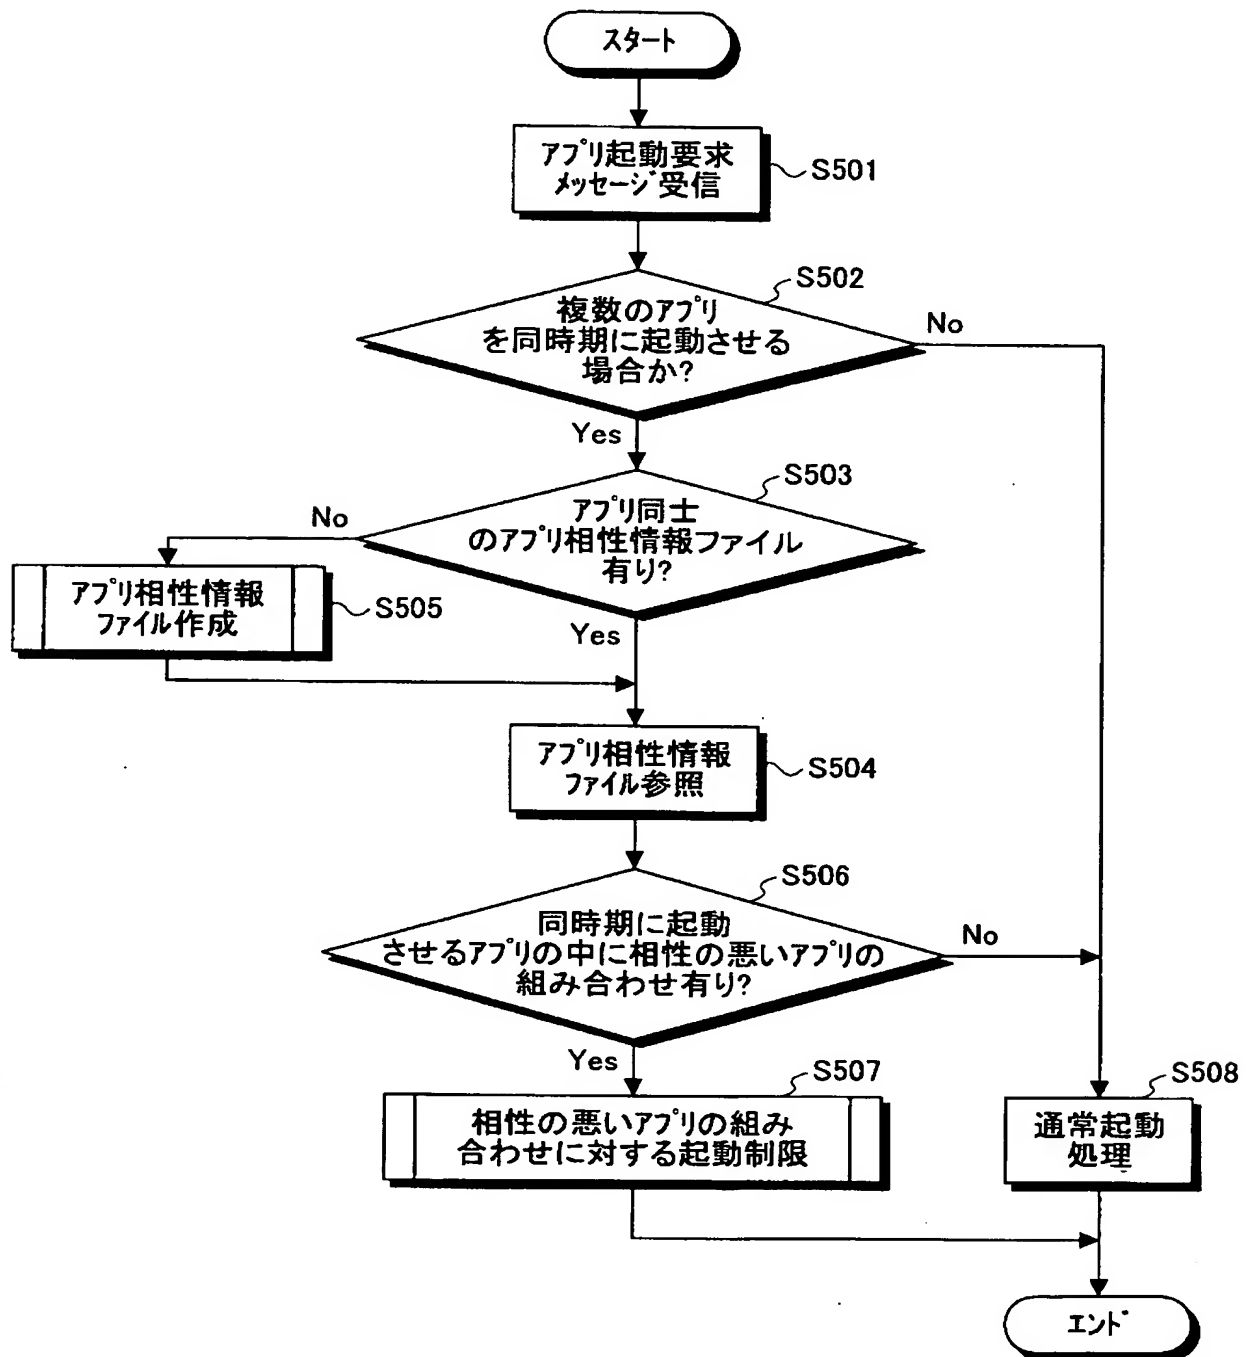 スタート
アプリ起動要求
メッセージ受信
S501
S502
複数のアプリ
を同時期に起動させる
場合か?
No
Yes
S503
アプリ同士
のアプリ相性情報ファイル
有り?
No
アプリ相性情報
ファイル作成
S505
Yes
アプリ相性情報
ファイル参照
S504
S506
同時期に起動
させるアプリの中に相性の悪いアプリの
組み合わせ有り?
No
Yes
S507
相性の悪いアプリの組み
合わせに対する起動制限
S508
通常起動
処理
エンド